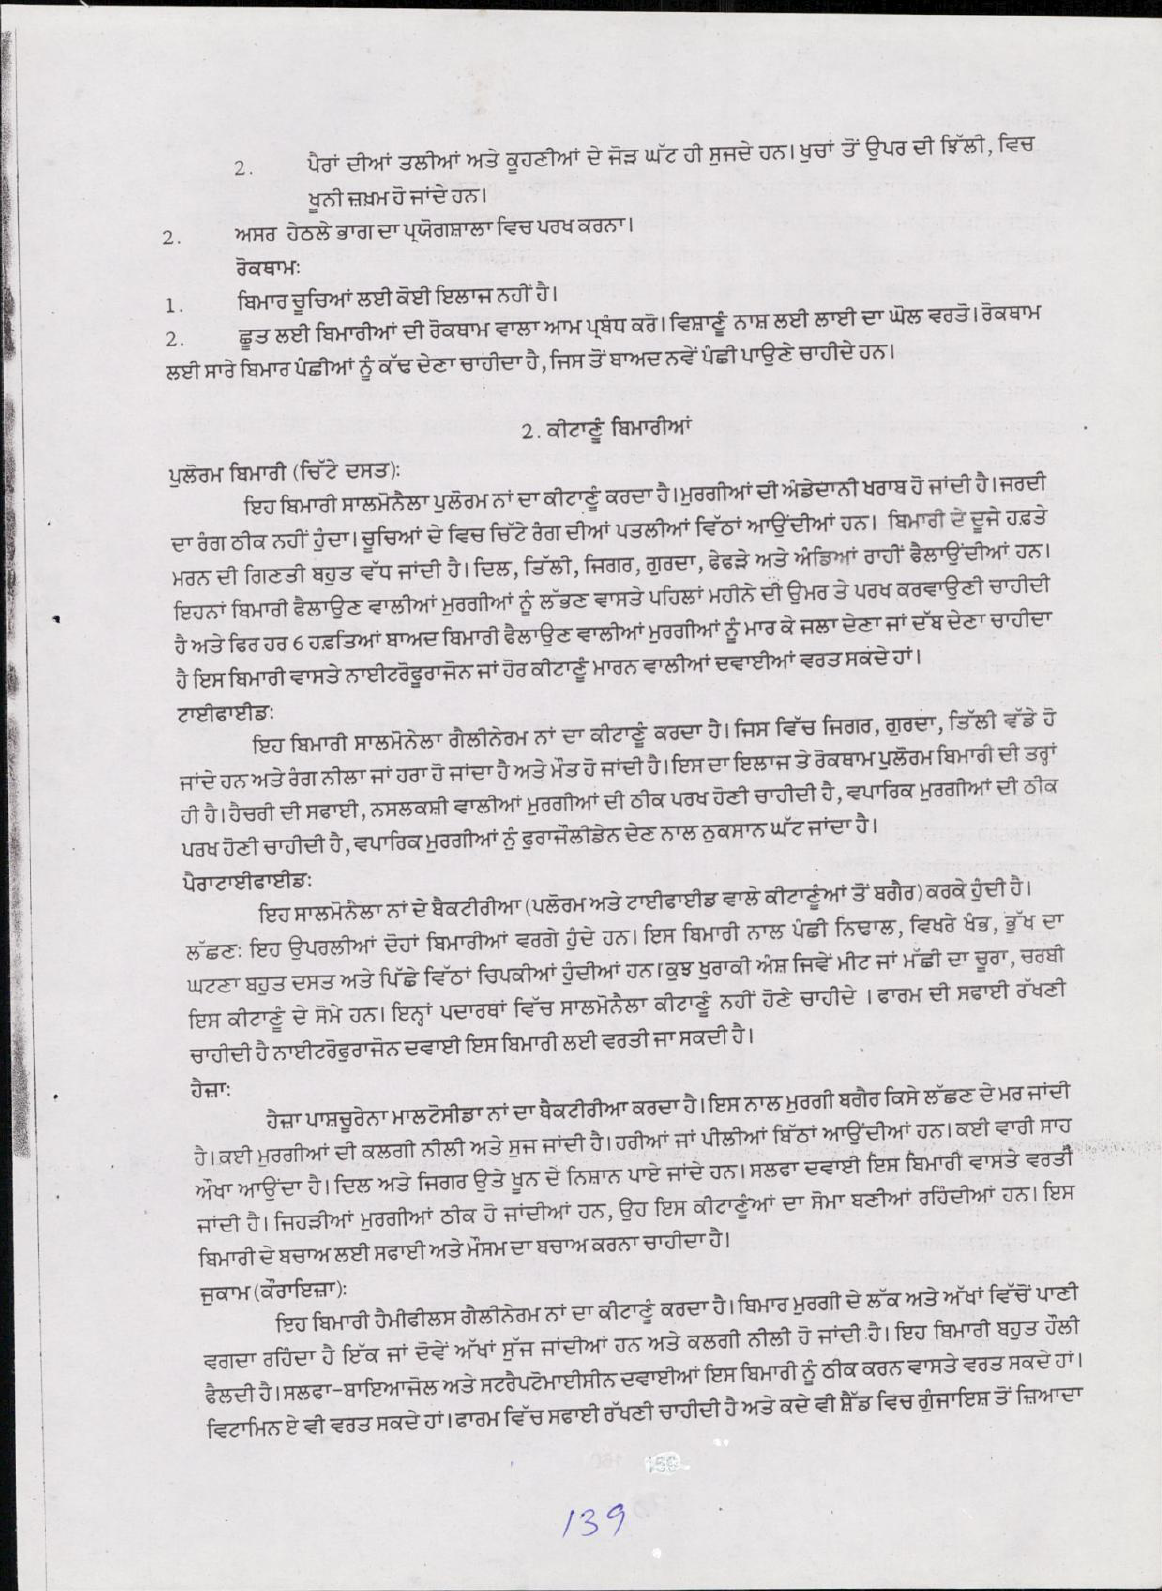 2. ਪੈਰਾਂ ਦੀਆਂ ਤਲੀਆਂ ਅਤੇ ਕੂਹਣੀਆਂ ਦੇ ਜੋੜ ਘੱਟ ਹੀ ਸੁਜਦੇ ਹਨ। ਖੁਚਾਂ ਤੋਂ ਉਪਰ ਦੀ ਝਿੱਲੀ, ਵਿਚ
ਖੂਨੀ ਜ਼ਖ਼ਮ ਹੋ ਜਾਂਦੇ ਹਨ।
2. ਅਸਰ ਹੇਠਲੇ ਭਾਗ ਦਾ ਪ੍ਰਯੋਗਸ਼ਾਲਾ ਵਿਚ ਪਰਖ ਕਰਨਾ।
ਰੋਕਥਾਮ:
1. ਬਿਮਾਰ ਚੂਚਿਆਂ ਲਈ ਕੋਈ ਇਲਾਜ ਨਹੀਂ ਹੈ।
2. ਛੂਤ ਲਈ ਬਿਮਾਰੀਆਂ ਦੀ ਰੋਕਥਾਮ ਵਾਲਾ ਆਮ ਪ੍ਰਬੰਧ ਕਰੋ। ਵਿਸ਼ਾਣੂੰ ਨਾਸ਼ ਲਈ ਲਾਈ ਦਾ ਘੋਲ ਵਰਤੋ। ਰੋਕਥਾਮ
ਲਈ ਸਾਰੇ ਬਿਮਾਰ ਪੰਛੀਆਂ ਨੂੰ ਕੱਢ ਦੇਣਾ ਚਾਹੀਦਾ ਹੈ, ਜਿਸ ਤੋਂ ਬਾਅਦ ਨਵੇਂ ਪੰਛੀ ਪਾਉਣੇ ਚਾਹੀਦੇ ਹਨ।
2. ਕੀਟਾਣੂੰ ਬਿਮਾਰੀਆਂ
ਪੁਲੋਰਮ ਬਿਮਾਰੀ (ਚਿੱਟੇ ਦਸਤ):
ਇਹ ਬਿਮਾਰੀ ਸਾਲਮੋਨੈਲਾ ਪੁਲੋਰਮ ਨਾਂ ਦਾ ਕੀਟਾਣੂੰ ਕਰਦਾ ਹੈ। ਮੁਰਗੀਆਂ ਦੀ ਅੰਡੇਦਾਨੀ ਖਰਾਬ ਹੋ ਜਾਂਦੀ ਹੈ। ਜਰਦੀ
ਦਾ ਰੰਗ ਠੀਕ ਨਹੀਂ ਹੁੰਦਾ। ਚੂਚਿਆਂ ਦੇ ਵਿਚ ਚਿੱਟੇ ਰੰਗ ਦੀਆਂ ਪਤਲੀਆਂ ਵਿੱਠਾਂ ਆਉਂਦੀਆਂ ਹਨ। ਬਿਮਾਰੀ ਦੇ ਦੂਜੇ ਹਫ਼ਤੇ
ਮਰਨ ਦੀ ਗਿਣਤੀ ਬਹੁਤ ਵੱਧ ਜਾਂਦੀ ਹੈ। ਦਿਲ, ਤਿੱਲੀ, ਜਿਗਰ, ਗੁਰਦਾ, ਫੇਫੜੇ ਅਤੇ ਅੰਡਿਆਂ ਰਾਹੀਂ ਫੈਲਾਉਂਦੀਆਂ ਹਨ।
ਇਹਨਾਂ ਬਿਮਾਰੀ ਫੈਲਾਉਣ ਵਾਲੀਆਂ ਮੁਰਗੀਆਂ ਨੂੰ ਲੱਭਣ ਵਾਸਤੇ ਪਹਿਲਾਂ ਮਹੀਨੇ ਦੀ ਉਮਰ ਤੇ ਪਰਖ ਕਰਵਾਉਣੀ ਚਾਹੀਦੀ
ਹੈ ਅਤੇ ਫਿਰ ਹਰ 6 ਹਫ਼ਤਿਆਂ ਬਾਅਦ ਬਿਮਾਰੀ ਫੈਲਾਉਣ ਵਾਲੀਆਂ ਮੁਰਗੀਆਂ ਨੂੰ ਮਾਰ ਕੇ ਜਲਾ ਦੇਣਾ ਜਾਂ ਦੱਬ ਦੇਣਾ ਚਾਹੀਦਾ
ਹੈ ਇਸ ਬਿਮਾਰੀ ਵਾਸਤੇ ਨਾਈਟਰੋਫੂਰਾਜੋਨ ਜਾਂ ਹੋਰ ਕੀਟਾਣੂੰ ਮਾਰਨ ਵਾਲੀਆਂ ਦਵਾਈਆਂ ਵਰਤ ਸਕਦੇ ਹਾਂ।
ਟਾਈਫਾਈਡ:
ਇਹ ਬਿਮਾਰੀ ਸਾਲਮੋਨੇਲਾ ਗੈਲੀਨੇਰਮ ਨਾਂ ਦਾ ਕੀਟਾਣੂੰ ਕਰਦਾ ਹੈ। ਜਿਸ ਵਿੱਚ ਜਿਗਰ, ਗੁਰਦਾ, ਤਿੱਲੀ ਵੱਡੇ ਹੋ
ਜਾਂਦੇ ਹਨ ਅਤੇ ਰੰਗ ਨੀਲਾ ਜਾਂ ਹਰਾ ਹੋ ਜਾਂਦਾ ਹੈ ਅਤੇ ਮੌਤ ਹੋ ਜਾਂਦੀ ਹੈ। ਇਸ ਦਾ ਇਲਾਜ ਤੇ ਰੋਕਥਾਮ ਪੁਲੋਰਮ ਬਿਮਾਰੀ ਦੀ ਤਰ੍ਹਾਂ
ਹੀ ਹੈ। ਹੈਚਰੀ ਦੀ ਸਫਾਈ, ਨਸਲਕਸ਼ੀ ਵਾਲੀਆਂ ਮੁਰਗੀਆਂ ਦੀ ਠੀਕ ਪਰਖ ਹੋਣੀ ਚਾਹੀਦੀ ਹੈ, ਵਪਾਰਿਕ ਮੁਰਗੀਆਂ ਦੀ ਠੀਕ
ਪਰਖ ਹੋਣੀ ਚਾਹੀਦੀ ਹੈ, ਵਪਾਰਿਕ ਮੁਰਗੀਆਂ ਨੂੰ ਫੁਰਾਜੌਲੀਡੇਨ ਦੇਣ ਨਾਲ ਨੁਕਸਾਨ ਘੱਟ ਜਾਂਦਾ ਹੈ।
ਪੈਰਾਟਾਈਫਾਈਡ:
ਇਹ ਸਾਲਮੋਨੈਲਾ ਨਾਂ ਦੇ ਬੈਕਟੀਰੀਆ (ਪਲੋਰਮ ਅਤੇ ਟਾਈਫਾਈਡ ਵਾਲੇ ਕੀਟਾਣੂੰਆਂ ਤੋਂ ਬਗੈਰ) ਕਰਕੇ ਹੁੰਦੀ ਹੈ।
ਲੱਛਣ: ਇਹ ਉਪਰਲੀਆਂ ਦੋਹਾਂ ਬਿਮਾਰੀਆਂ ਵਰਗੇ ਹੁੰਦੇ ਹਨ। ਇਸ ਬਿਮਾਰੀ ਨਾਲ ਪੰਛੀ ਨਿਢਾਲ, ਵਿਖਰੇ ਖੰਭ, ਭੁੱਖ ਦਾ
ਘਟਣਾ ਬਹੁਤ ਦਸਤ ਅਤੇ ਪਿੱਛੇ ਵਿੱਠਾਂ ਚਿਪਕੀਆਂ ਹੁੰਦੀਆਂ ਹਨ। ਕੁਝ ਖੁਰਾਕੀ ਅੰਸ਼ ਜਿਵੇਂ ਮੀਟ ਜਾਂ ਮੱਛੀ ਦਾ ਚੂਰਾ, ਚਰਬੀ
ਇਸ ਕੀਟਾਣੂੰ ਦੇ ਸੋਮੇ ਹਨ। ਇਨ੍ਹਾਂ ਪਦਾਰਥਾਂ ਵਿੱਚ ਸਾਲਮੋਨੈਲਾ ਕੀਟਾਣੂੰ ਨਹੀਂ ਹੋਣੇ ਚਾਹੀਦੇ । ਫਾਰਮ ਦੀ ਸਫਾਈ ਰੱਖਣੀ
ਚਾਹੀਦੀ ਹੈ ਨਾਈਟਰੋਫੁਰਾਜੋਨ ਦਵਾਈ ਇਸ ਬਿਮਾਰੀ ਲਈ ਵਰਤੀ ਜਾ ਸਕਦੀ ਹੈ।
ਹੈਜ਼ਾ:
ਹੈਜ਼ਾ ਪਾਸ਼ਚੂਰੇਨਾ ਮਾਲਟੋਸੀਡਾ ਨਾਂ ਦਾ ਬੈਕਟੀਰੀਆ ਕਰਦਾ ਹੈ। ਇਸ ਨਾਲ ਮੁਰਗੀ ਬਗੈਰ ਕਿਸੇ ਲੱਛਣ ਦੇ ਮਰ ਜਾਂਦੀ
ਹੈ। ਕਈ ਮੁਰਗੀਆਂ ਦੀ ਕਲਗੀ ਨੀਲੀ ਅਤੇ ਸੁਜ ਜਾਂਦੀ ਹੈ। ਹਰੀਆਂ ਜਾਂ ਪੀਲੀਆਂ ਬਿੱਠਾਂ ਆਉਂਦੀਆਂ ਹਨ। ਕਈ ਵਾਰੀ ਸਾਹ
ਔਖਾ ਆਉਂਦਾ ਹੈ। ਦਿਲ ਅਤੇ ਜਿਗਰ ਉਤੇ ਖੂਨ ਦੇ ਨਿਸ਼ਾਨ ਪਾਏ ਜਾਂਦੇ ਹਨ। ਸਲਫਾ ਦਵਾਈ ਇਸ ਬਿਮਾਰੀ ਵਾਸਤੇ ਵਰਤੀ
ਜਾਂਦੀ ਹੈ। ਜਿਹੜੀਆਂ ਮੁਰਗੀਆਂ ਠੀਕ ਹੋ ਜਾਂਦੀਆਂ ਹਨ, ਉਹ ਇਸ ਕੀਟਾਣੂੰਆਂ ਦਾ ਸੋਮਾ ਬਣੀਆਂ ਰਹਿੰਦੀਆਂ ਹਨ। ਇਸ
ਬਿਮਾਰੀ ਦੇ ਬਚਾਅ ਲਈ ਸਫਾਈ ਅਤੇ ਮੌਸਮ ਦਾ ਬਚਾਅ ਕਰਨਾ ਚਾਹੀਦਾ ਹੈ।
ਜੁਕਾਮ (ਕੌਰਾਇਜ਼ਾ):
ਇਹ ਬਿਮਾਰੀ ਹੈਮੀਫੀਲਸ ਗੈਲੀਨੇਰਮ ਨਾਂ ਦਾ ਕੀਟਾਣੂੰ ਕਰਦਾ ਹੈ। ਬਿਮਾਰ ਮੁਰਗੀ ਦੇ ਲੱਕ ਅਤੇ ਅੱਖਾਂ ਵਿੱਚੋਂ ਪਾਣੀ
ਵਗਦਾ ਰਹਿੰਦਾ ਹੈ ਇੱਕ ਜਾਂ ਦੋਵੇਂ ਅੱਖਾਂ ਸੁੱਜ ਜਾਂਦੀਆਂ ਹਨ ਅਤੇ ਕਲਗੀ ਨੀਲੀ ਹੋ ਜਾਂਦੀ ਹੈ। ਇਹ ਬਿਮਾਰੀ ਬਹੁਤ ਹੌਲੀ
ਫੈਲਦੀ ਹੈ। ਸਲਫਾ-ਬਾਇਆਜੋਲ ਅਤੇ ਸਟਰੈਪਟੋਮਾਈਸੀਨ ਦਵਾਈਆਂ ਇਸ ਬਿਮਾਰੀ ਨੂੰ ਠੀਕ ਕਰਨ ਵਾਸਤੇ ਵਰਤ ਸਕਦੇ ਹਾਂ।
ਵਿਟਾਮਿਨ ਏ ਵੀ ਵਰਤ ਸਕਦੇ ਹਾਂ। ਫਾਰਮ ਵਿੱਚ ਸਫਾਈ ਰੱਖਣੀ ਚਾਹੀਦੀ ਹੈ ਅਤੇ ਕਦੇ ਵੀ ਸ਼ੈੱਡ ਵਿਚ ਗੁੰਜਾਇਸ਼ ਤੋਂ ਜ਼ਿਆਦਾ
139